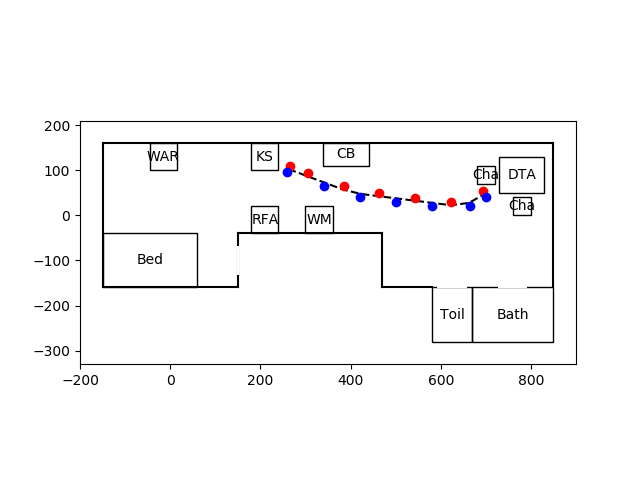 200
100
0
−100
−200
−300
−200
0
200
400
600
800
WAR
KS
CB
Cha
DTA
Cha
RFA
WM
Bed
Toil
Bath